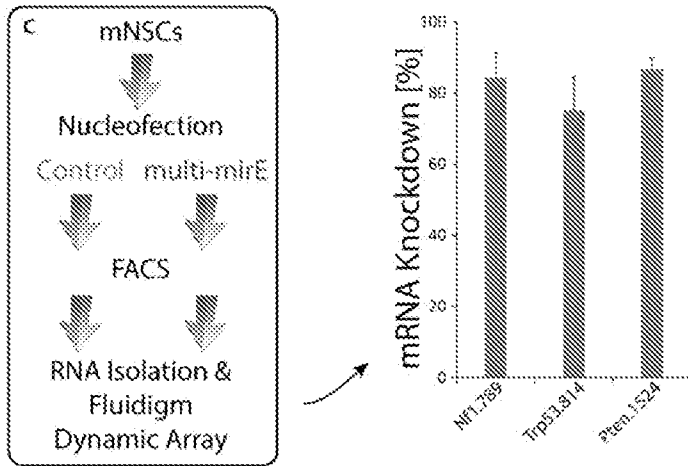 c
mNSCs
Nucleofection
Control multi-mirE
FACS
RNA Isolation &
Fluidigm
Dynamic Array
mRNA Knockdown [%]
100
80
60
40
20
0
Nf1.789
Trp53.814
Pten.1524